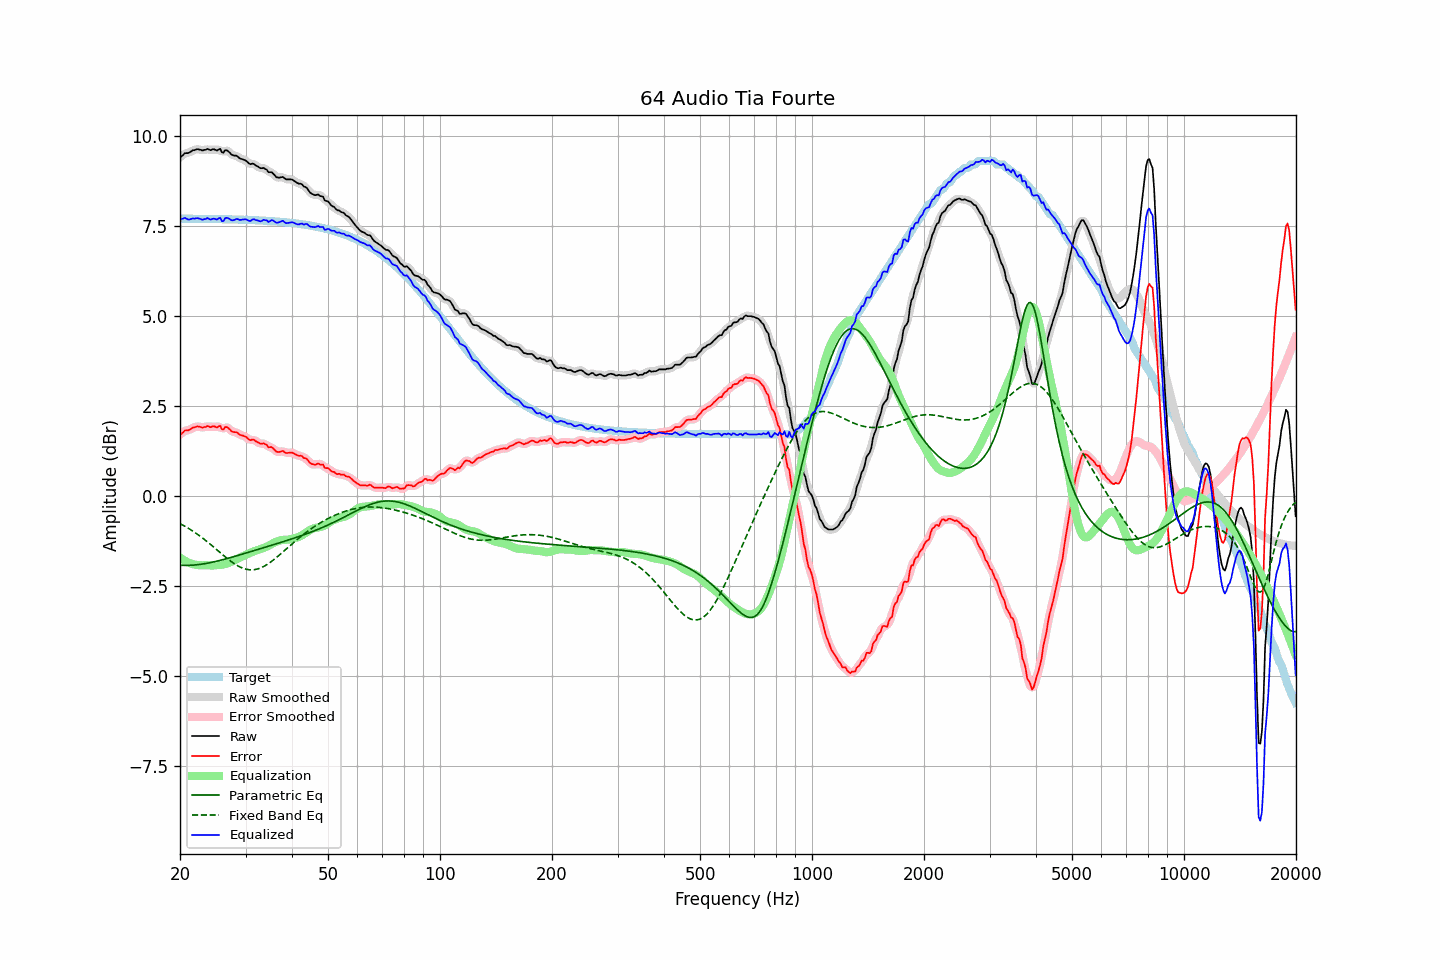 64 Audio Tia Fourte
Amplitude (dBr)
10.0
7.5
5.0
2.5
0.0
−2.5
−5.0
−7.5
Target
Raw Smoothed
Error Smoothed
Raw
Error
Equalization
Parametric Eq
Fixed Band Eq
Equalized
20 50 100 200 500 1000 2000 5000 10000 20000
Frequency (Hz)